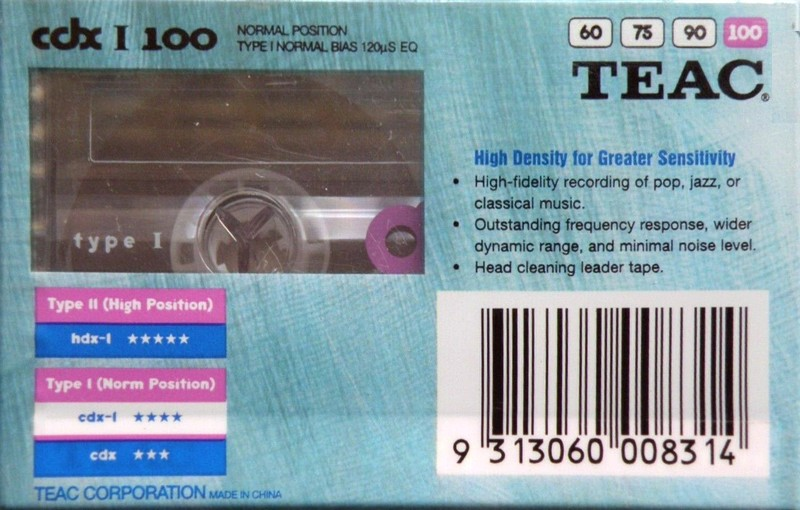 cdx I 100
NORMAL POSITION
TYPE I NORMAL BIAS 120µS EQ
60 75 90 100
TEAC®
type I
High Density for Greater Sensitivity
• High-fidelity recording of pop, jazz, or
classical music.
• Outstanding frequency response, wider
dynamic range, and minimal noise level.
• Head cleaning leader tape.
Type II (High Position)
hdx-I ★★★★★
Type I (Norm Position)
cdx-I ★★★★
cdx ★★★
TEAC CORPORATION MADE IN CHINA
9 313060 008314